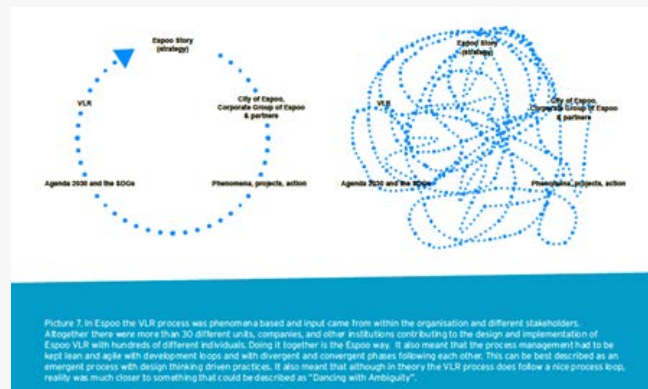 Espoo Story
(strategy)
City of Espoo,
Corporate Group of Espoo
& partners
Phenomena, projects, action
Agenda 2030 and the SDGs
VLR
Espoo Story
(strategy)
City of Espoo,
Corporate Group of Espoo
& partners
Phenomena, projects, action
Agenda 2030 and the SDGs
VLR
Picture 7. In Espoo the VLR process was phenomena based and input came from within the organisation and different stakeholders.
Altogether there were more than 30 different units, companies, and other institutions contributing to the design and implementation of
Espoo VLR with hundreds of different individuals. Doing it together is the Espoo way. It also meant that the process management had to be
kept lean and agile with development loops and with divergent and convergent phases following each other. This can be best described as an
emergent process with design thinking driven practices. It also meant that although in theory the VLR process does follow a nice process loop,
reality was much closer to something that could be described as "Dancing with Ambiguity".